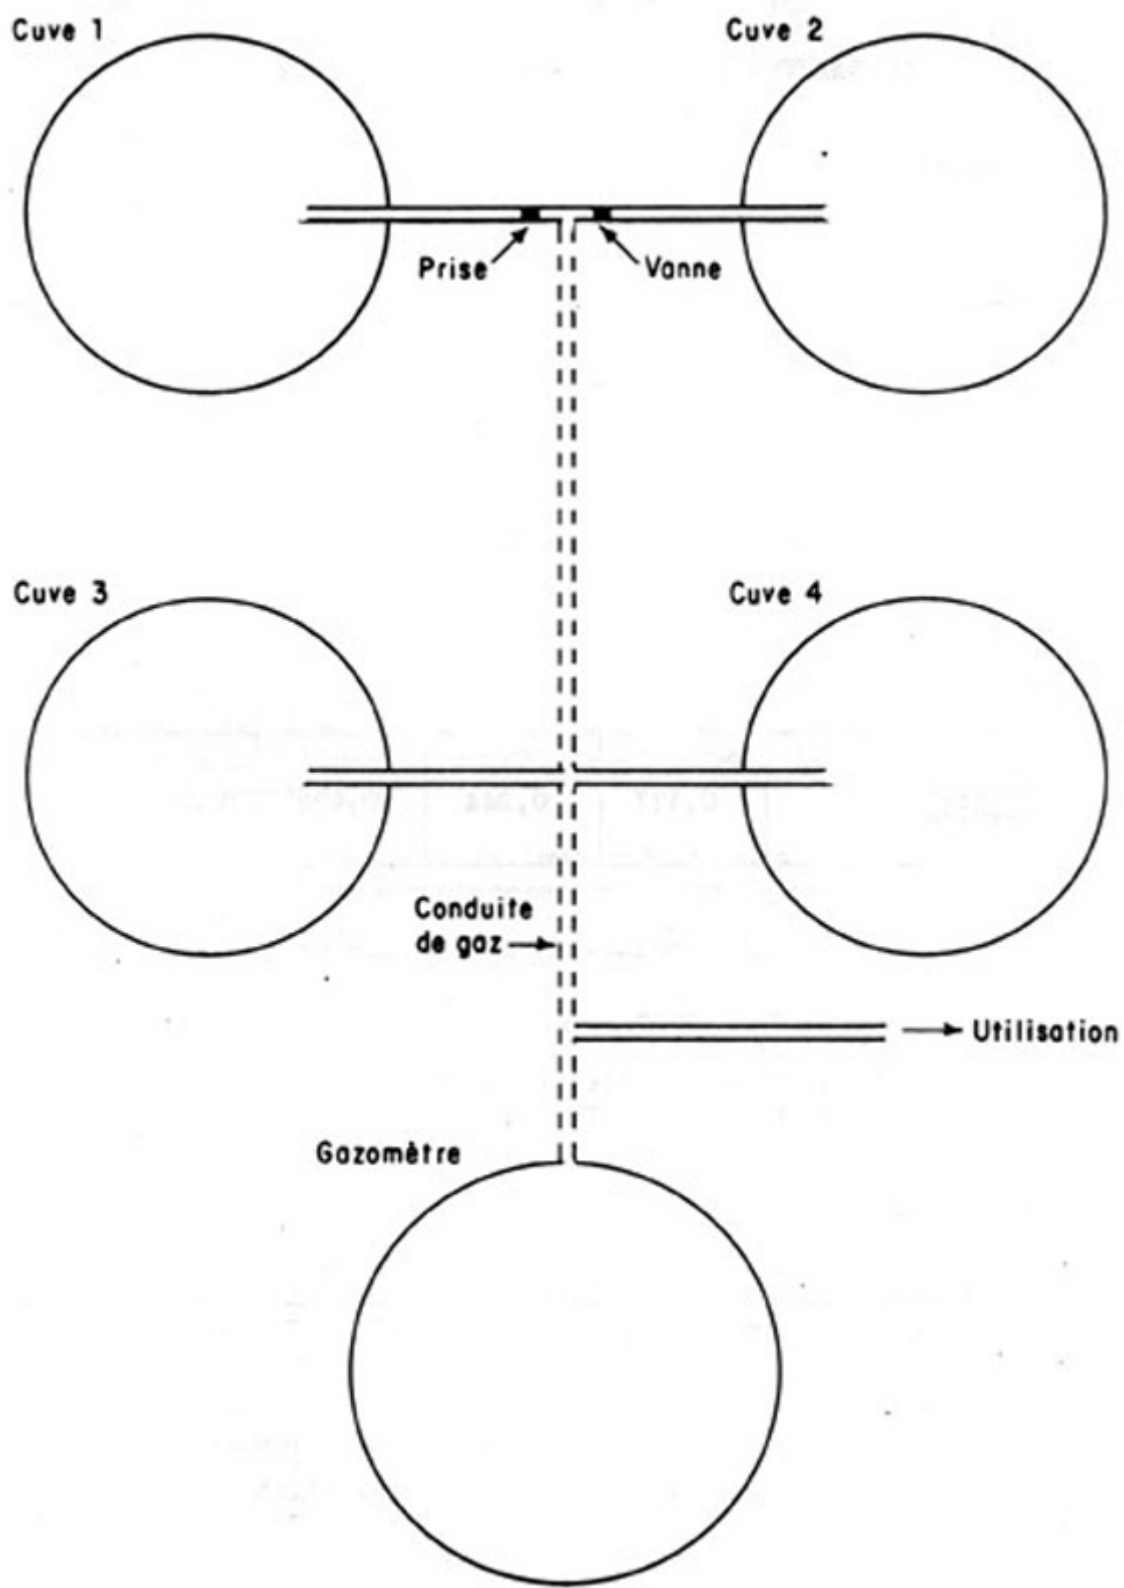 Cuve 1
Cuve 2
Prise
Vanne
Cuve 3
Cuve 4
Conduite
de gaz
Utilisation
Gazomètre